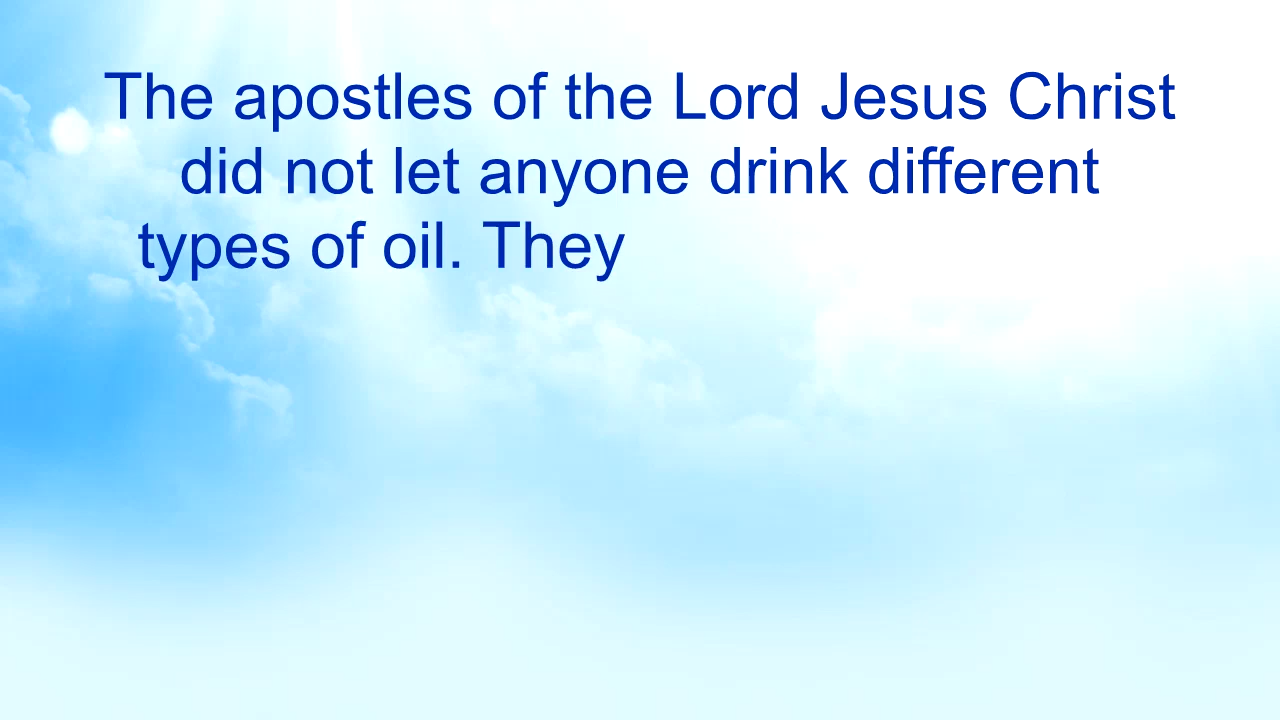 The apostles of the Lord Jesus Christ
did not let anyone drink different
types of oil. They